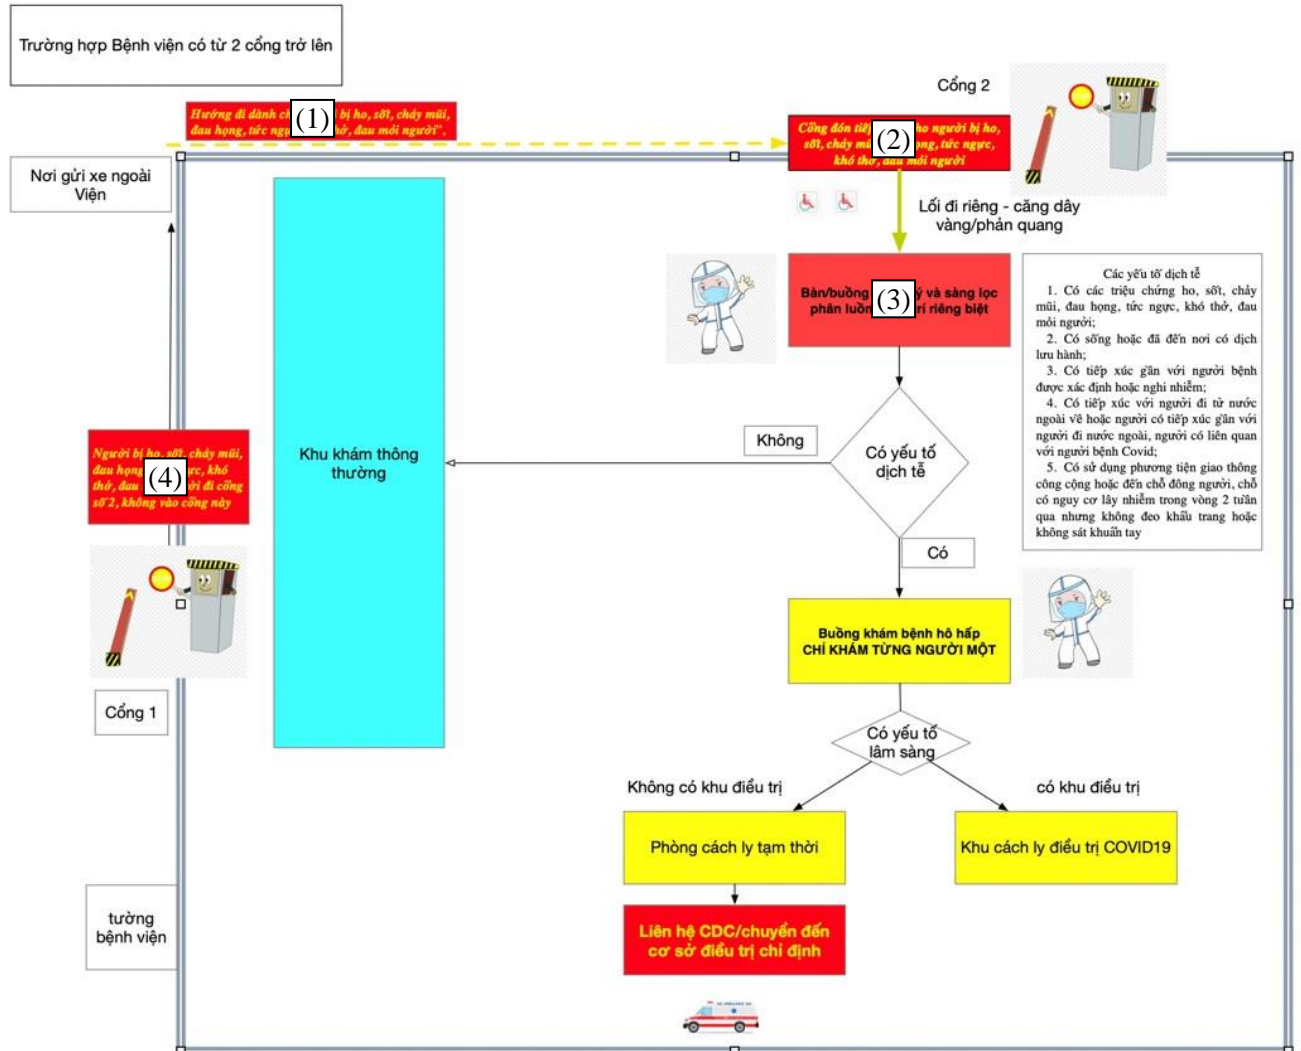 Trường hợp Bệnh viện có từ 2 cổng trở lên
Cổng 2
Hướng đi dành ch (1) i bị ho, sốt, chảy mũi,
đau họng, tức ngự thở, đau mỏi người".
Cổng đón tiếp (2) ho người bị ho,
sốt, chảy mũ họng, tức ngực,
khó thở, đau mỏi người
Nơi gửi xe ngoài
Viện
Lối đi riêng - căng dây
vàng/phản quang
Bàn/buồng (3) ý và sàng lọc
phân luồn rí riêng biệt
Các yếu tố dịch tễ
1. Có các triệu chứng ho, sốt, chảy
mũi, đau họng, tức ngực, khó thở, đau
mỏi người;
2. Có sống hoặc đã đến nơi có dịch
lưu hành;
3. Có tiếp xúc gần với người bệnh
được xác định hoặc nghi nhiễm;
4. Có tiếp xúc với người đi từ nước
ngoài về hoặc người có tiếp xúc gần với
người đi nước ngoài, người có liên quan
với người bệnh Covid;
5. Có sử dụng phương tiện giao thông
công cộng hoặc đến chỗ đông người, chỗ
có nguy cơ lây nhiễm trong vòng 2 tuần
qua nhưng không đeo khẩu trang hoặc
không sát khuẩn tay
Người bị ho, sốt, chảy mũi,
đau họng ực, khó
thở, đau (4) ời đi cổng
số 2, không vào cổng này
Khu khám thông
thường
Không
Có yếu tố
dịch tễ
Có
Buồng khám bệnh hô hấp
CHỈ KHÁM TỪNG NGƯỜI MỘT
Cổng 1
Có yếu tố
lâm sàng
Không có khu điều trị
có khu điều trị
Phòng cách ly tạm thời
Khu cách ly điều trị COVID19
tường
bệnh viện
Liên hệ CDC/chuyển đến
cơ sở điều trị chỉ định